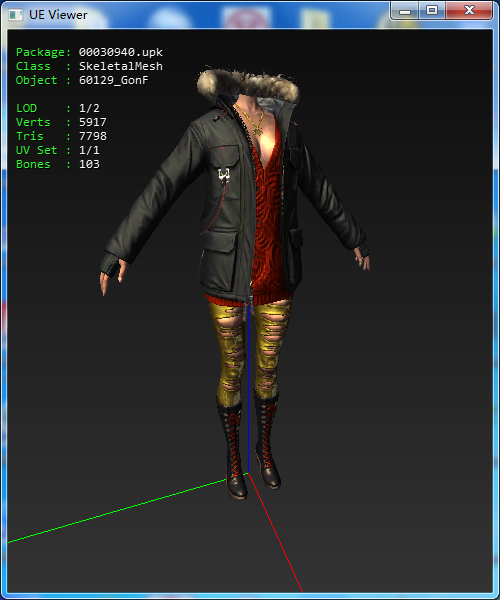 UE Viewer
Package: 00030940.upk
Class : SkeletalMesh
Object : 60129_GonF
LOD : 1/2
Verts : 5917
Tris : 7798
UV Set : 1/1
Bones : 103